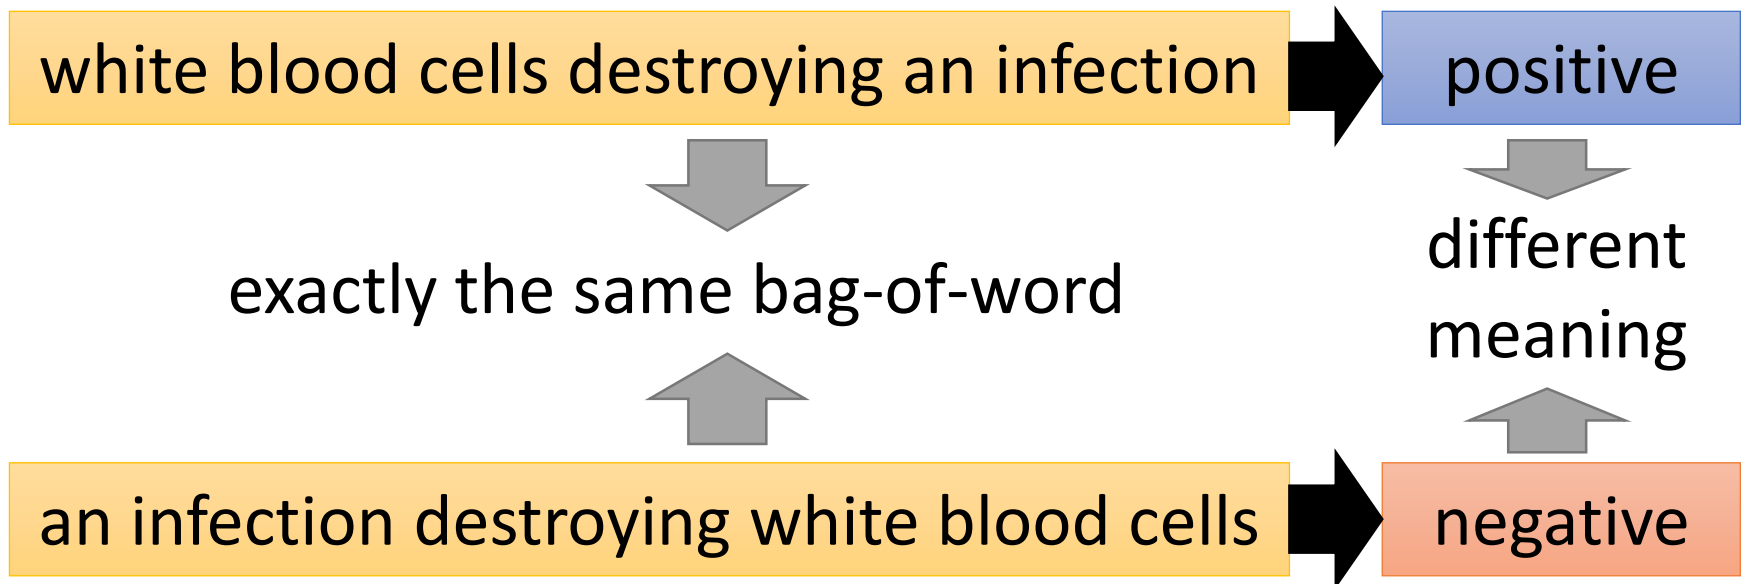 white blood cells destroying an infection
positive
exactly the same bag-of-word
different
meaning
an infection destroying white blood cells
negative